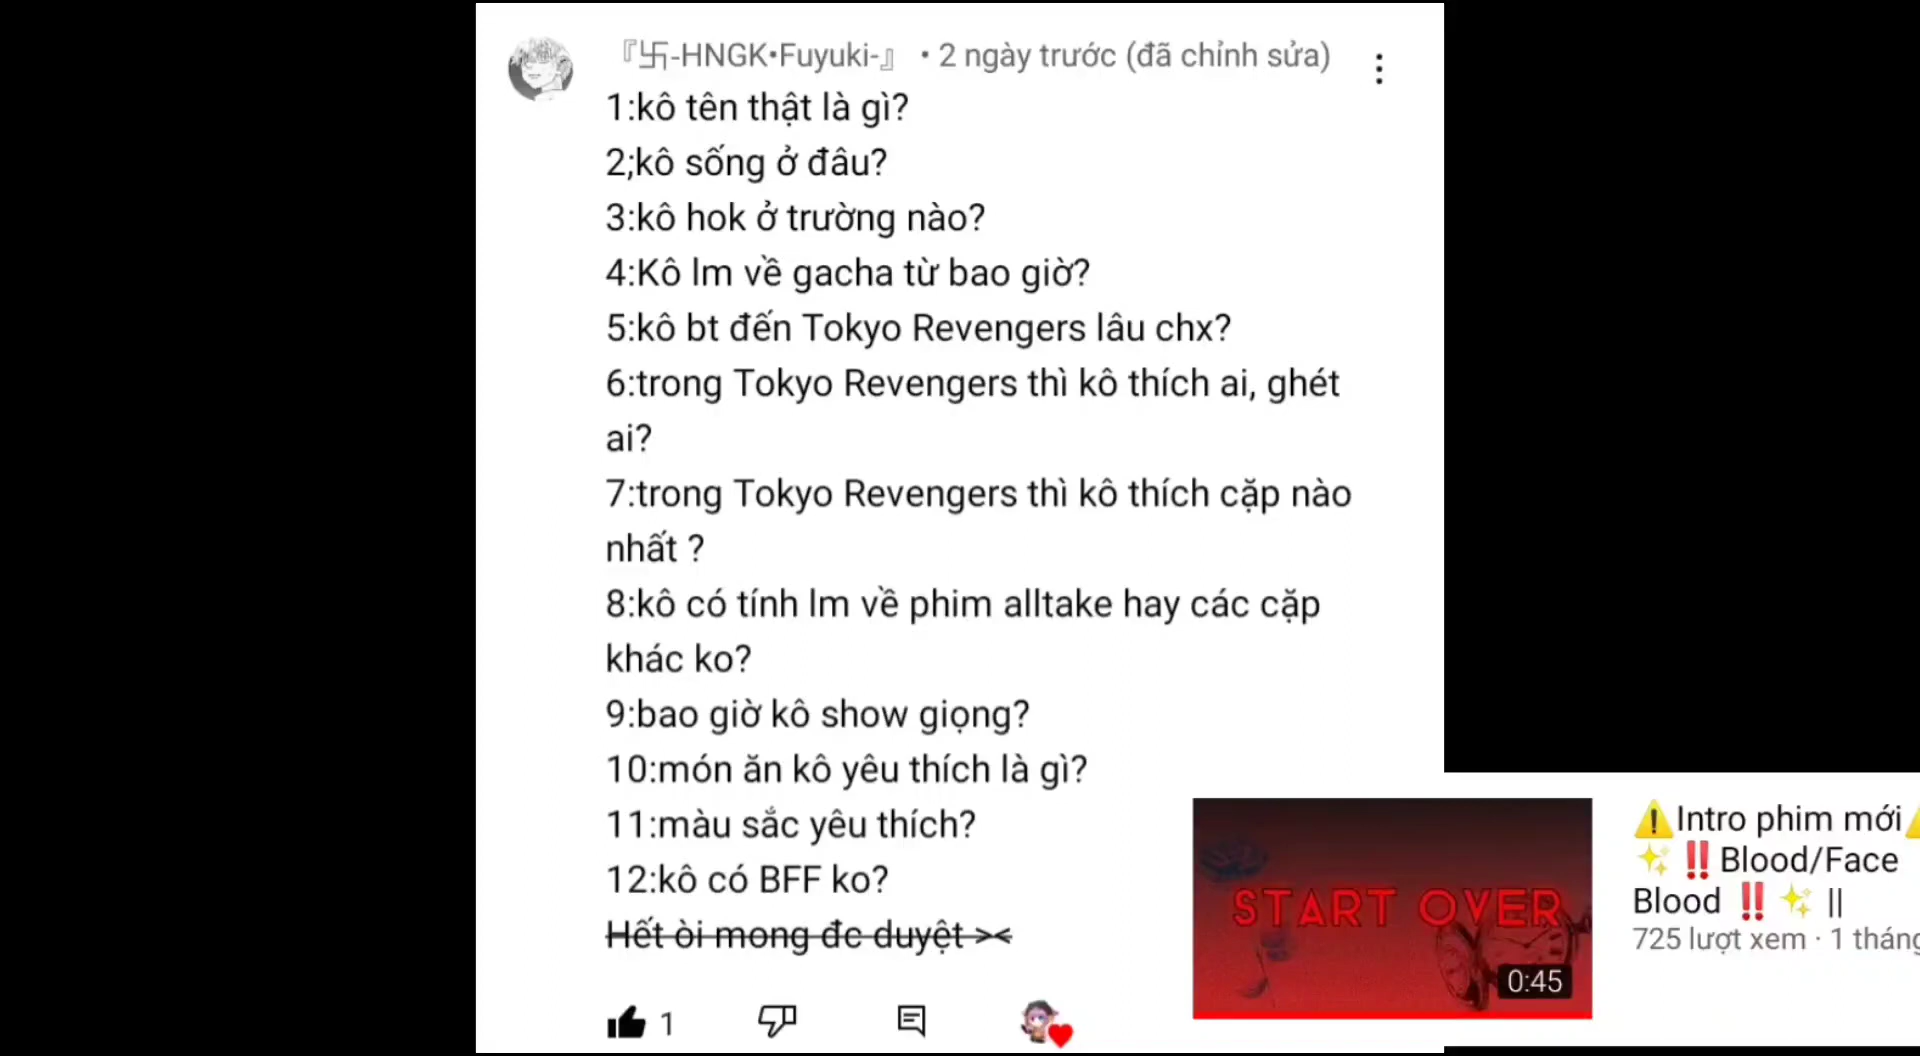 『卐-HNGK•Fuyuki-』 • 2 ngày trước (đã chỉnh sửa)
1:kô tên thật là gì?
2;kô sống ở đâu?
3:kô hok ở trường nào?
4:Kô lm về gacha từ bao giờ?
5:kô bt đến Tokyo Revengers lâu chx?
6:trong Tokyo Revengers thì kô thích ai, ghét
ai?
7:trong Tokyo Revengers thì kô thích cặp nào
nhất ?
8:kô có tính lm về phim alltake hay các cặp
khác ko?
9:bao giờ kô show giọng?
10:món ăn kô yêu thích là gì?
11:màu sắc yêu thích?
12:kô có BFF ko?
Hết òi mong đc duyệt ><
1
START OVER
0:45
⚠️Intro phim mới⚠️
✨ ‼️ Blood/Face
Blood ‼️ ✨ ||
725 lượt xem · 1 tháng